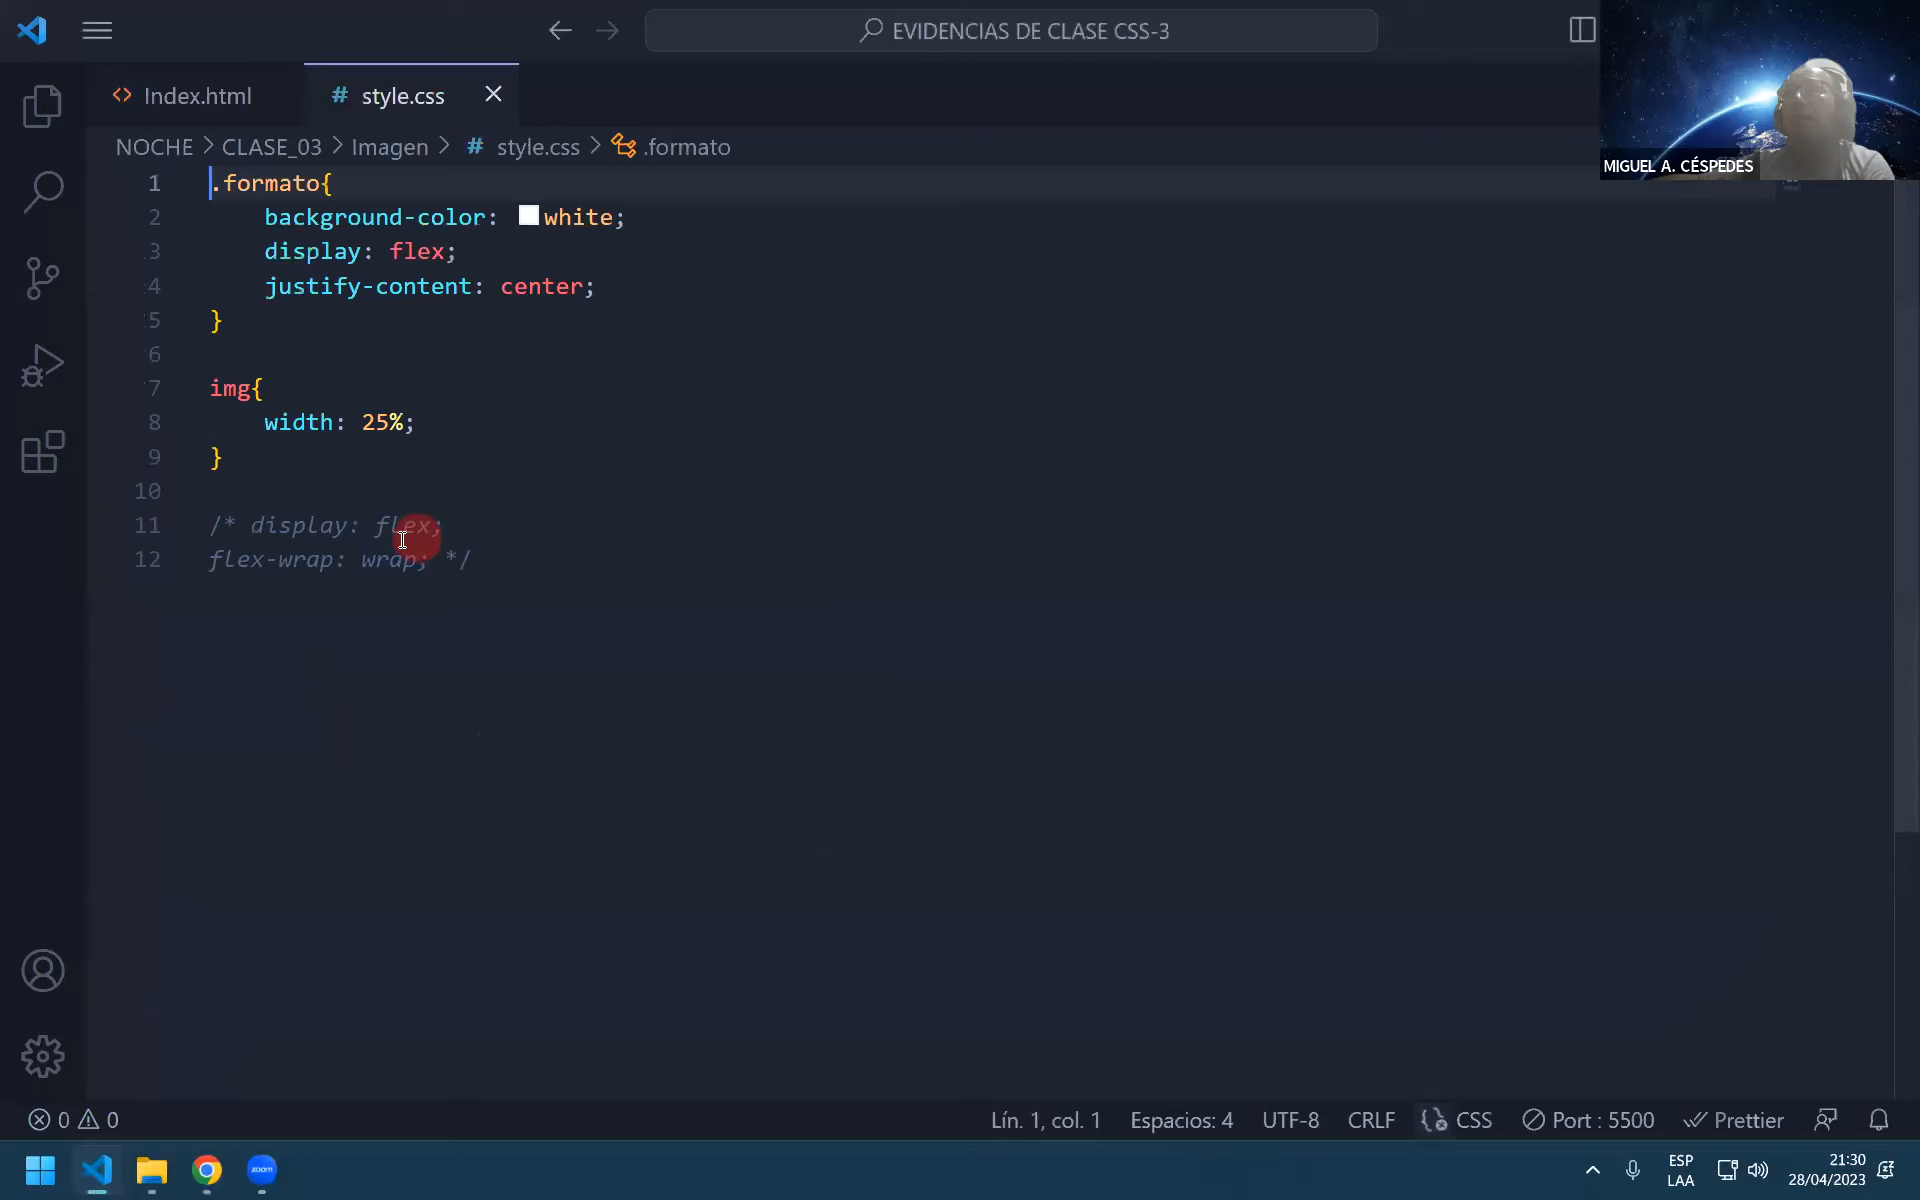 EVIDENCIAS DE CLASE CSS-3
Index.html
# style.css
NOCHE > CLASE_03 > Imagen > # style.css > .formato
MIGUEL A. CÉSPEDES
1 .formato{
2 background-color: white;
3 display: flex;
4 justify-content: center;
5 }
6
7 img{
8 width: 25%;
9 }
10
11 /* display: flex;
12 flex-wrap: wrap; */
0 0
Lín. 1, col. 1 Espacios: 4 UTF-8 CRLF CSS Port : 5500 Prettier
zoom
ESP
LAA
21:30
28/04/2023